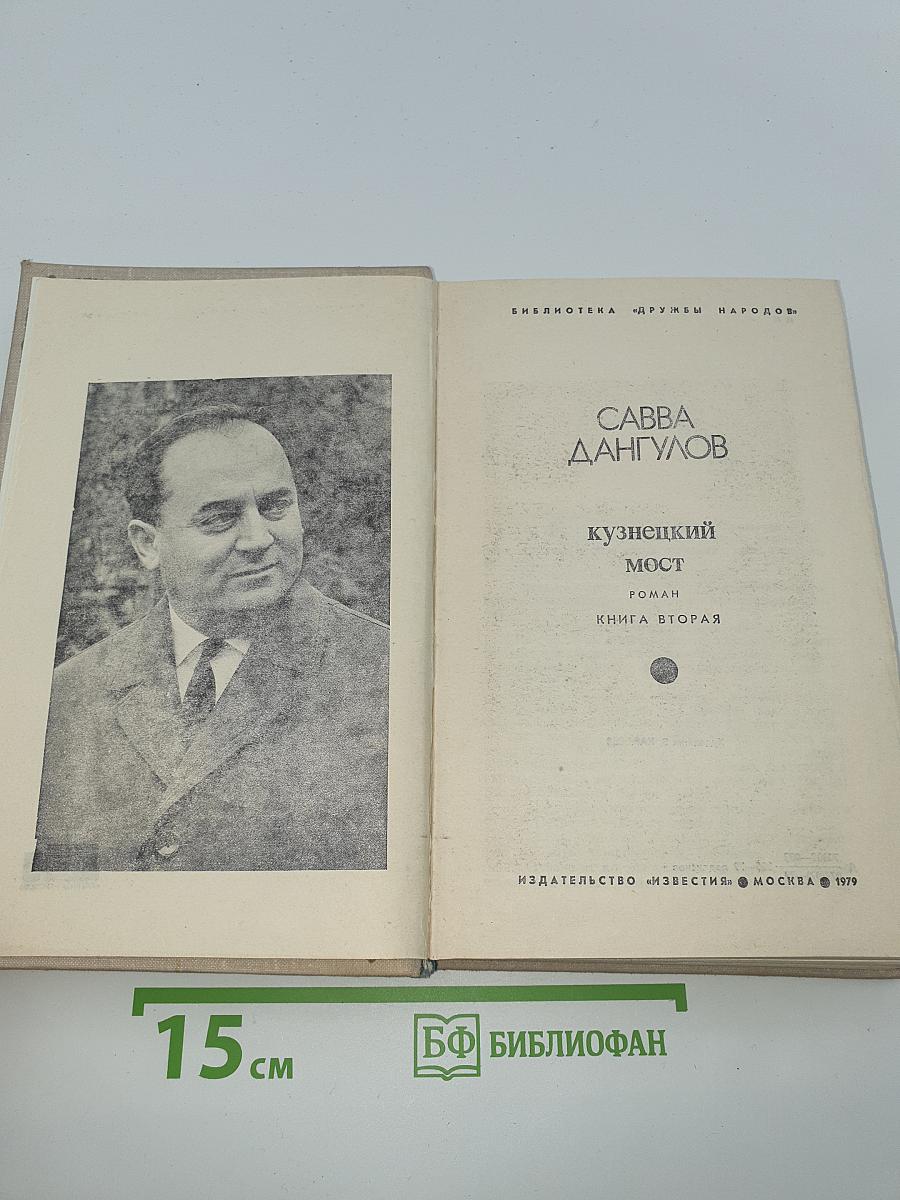 БИБЛИОТЕКА «ДРУЖБЫ НАРОДОВ»
САВВА
ДАНГУЛОВ
КУЗНЕЦКИЙ
МОСТ
РОМАН
КНИГА ВТОРАЯ
ИЗДАТЕЛЬСТВО «ИЗВЕСТИЯ» ● МОСКВА ● 1979
15 см
БФ БИБЛИОФАН